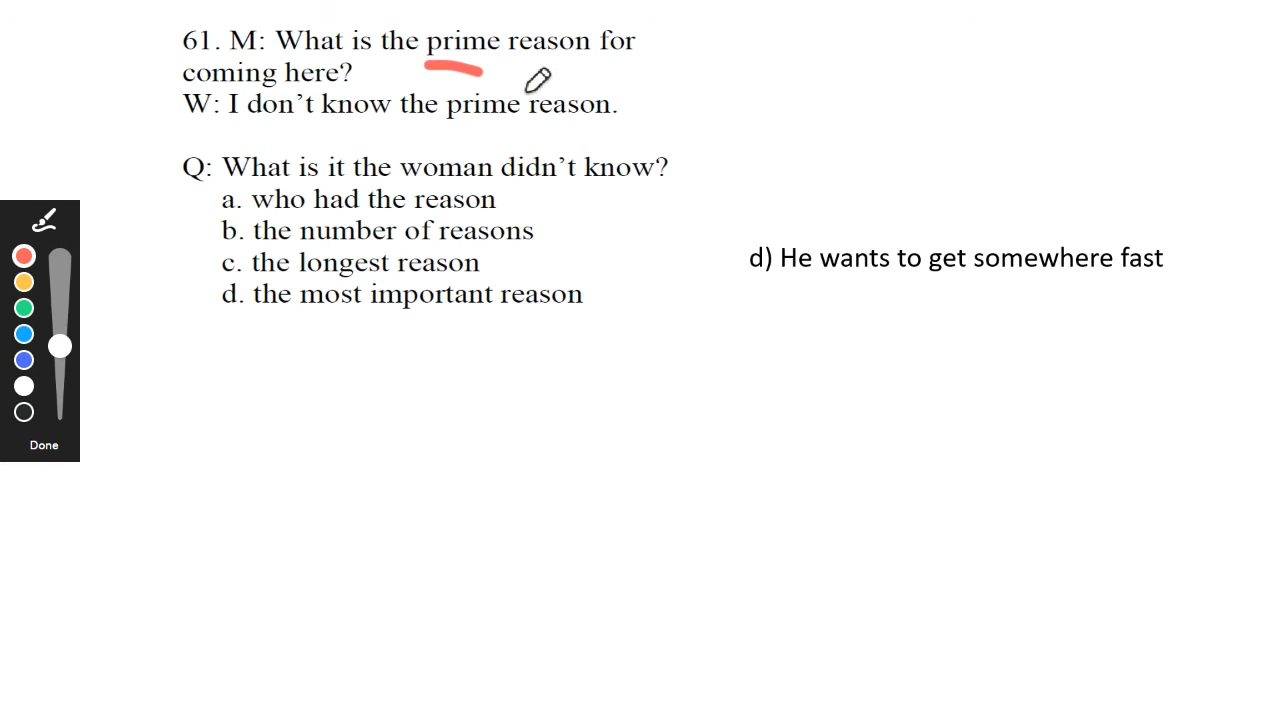 61. M: What is the prime reason for
coming here?
W: I don’t know the prime reason.
Q: What is it the woman didn’t know?
a. who had the reason
b. the number of reasons
c. the longest reason
d. the most important reason
d) He wants to get somewhere fast
Done